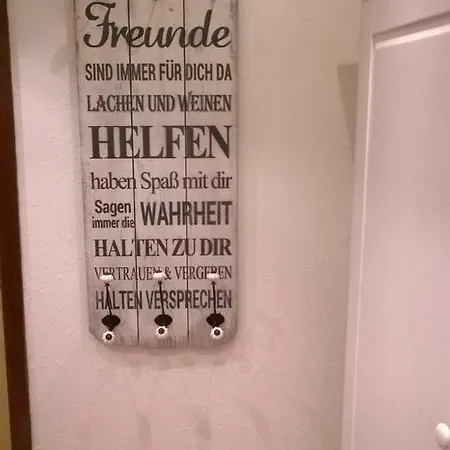 Freunde
SIND IMMER FÜR DICH DA
LACHEN UND WEINEN
HELFEN
haben Spaß mit dir
Sagen
immer die WAHRHEIT
HALTEN ZU DIR
VERTRAUEN & VERGEBEN
HALTEN VERSPRECHEN